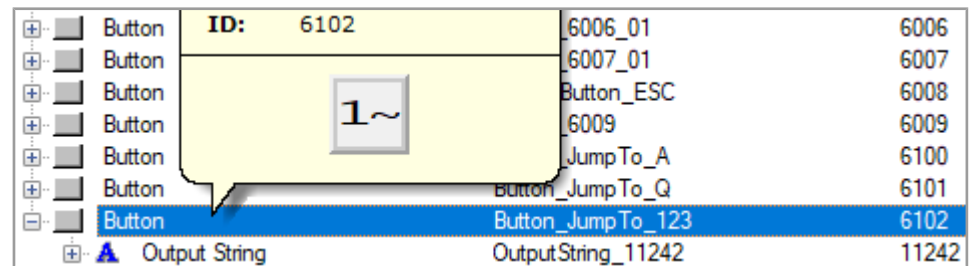 Button ID: 6102 _6006_01 6006
Button _6007_01 6007
Button Button_ESC 6008
Button 1~ _6009 6009
Button _JumpTo_A 6100
Button Button_JumpTo_Q 6101
Button Button_JumpTo_123 6102
A Output String OutputString_11242 11242